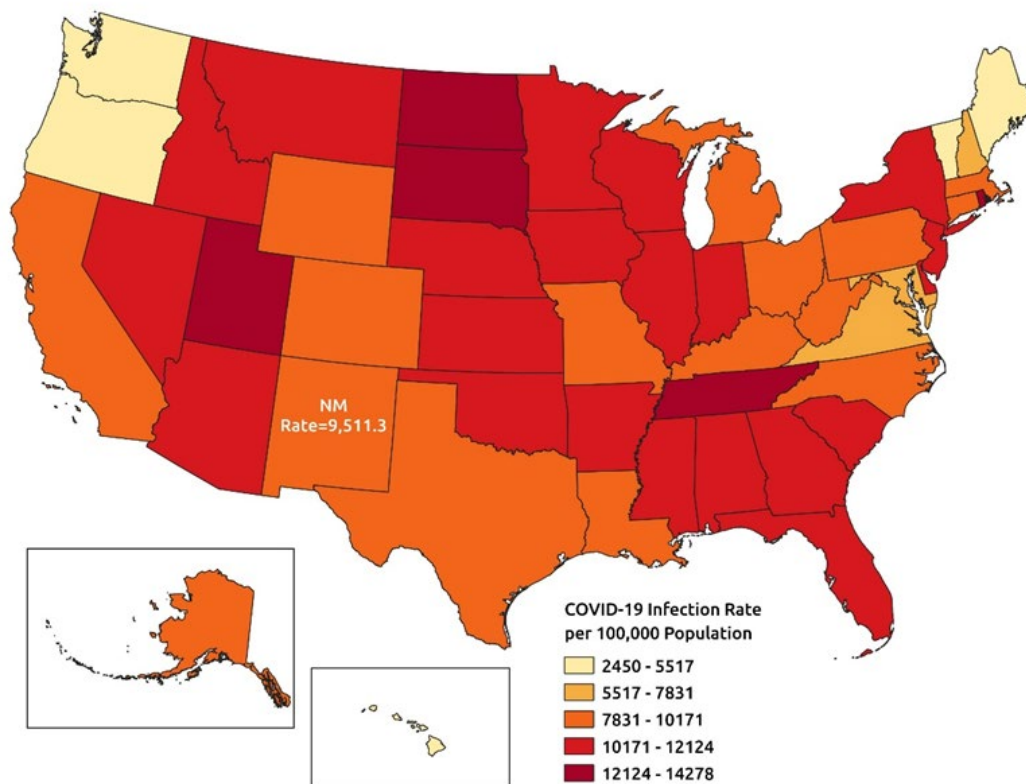 NM
Rate=9,511.3
COVID-19 Infection Rate
per 100,000 Population
2450 - 5517
5517 - 7831
7831 - 10171
10171 - 12124
12124 - 14278